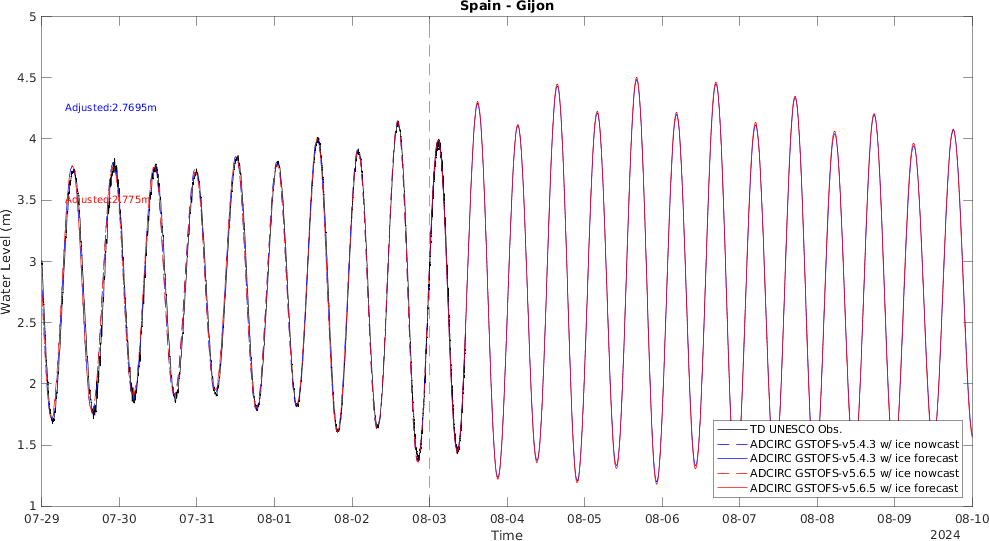 Spain - Gijon
5
4.5
4
3.5
3
2.5
2
1.5
1
Water Level (m)
Adjusted:2.7695m
Adjusted:2.775m
TD UNESCO Obs.
ADCIRC GSTOFS-v5.4.3 w/ ice nowcast
ADCIRC GSTOFS-v5.4.3 w/ ice forecast
ADCIRC GSTOFS-v5.6.5 w/ ice nowcast
ADCIRC GSTOFS-v5.6.5 w/ ice forecast
07-29 07-30 07-31 08-01 08-02 08-03 08-04 08-05 08-06 08-07 08-08 08-09 08-10
Time
2024